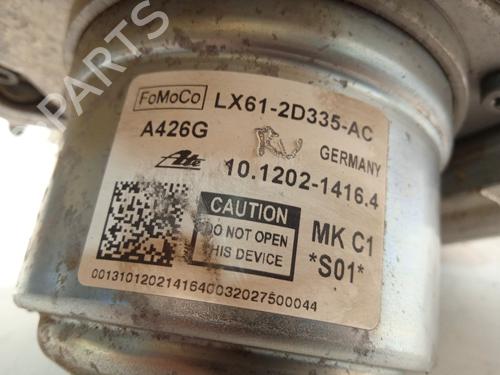 FoMoCo LX61-2D335-AC
A426G
GERMANY
Ate 10.1202-1416.4
CAUTION
DO NOT OPEN
THIS DEVICE
MK C1
*S01*
0013101202141640032027500044
B-PARTS